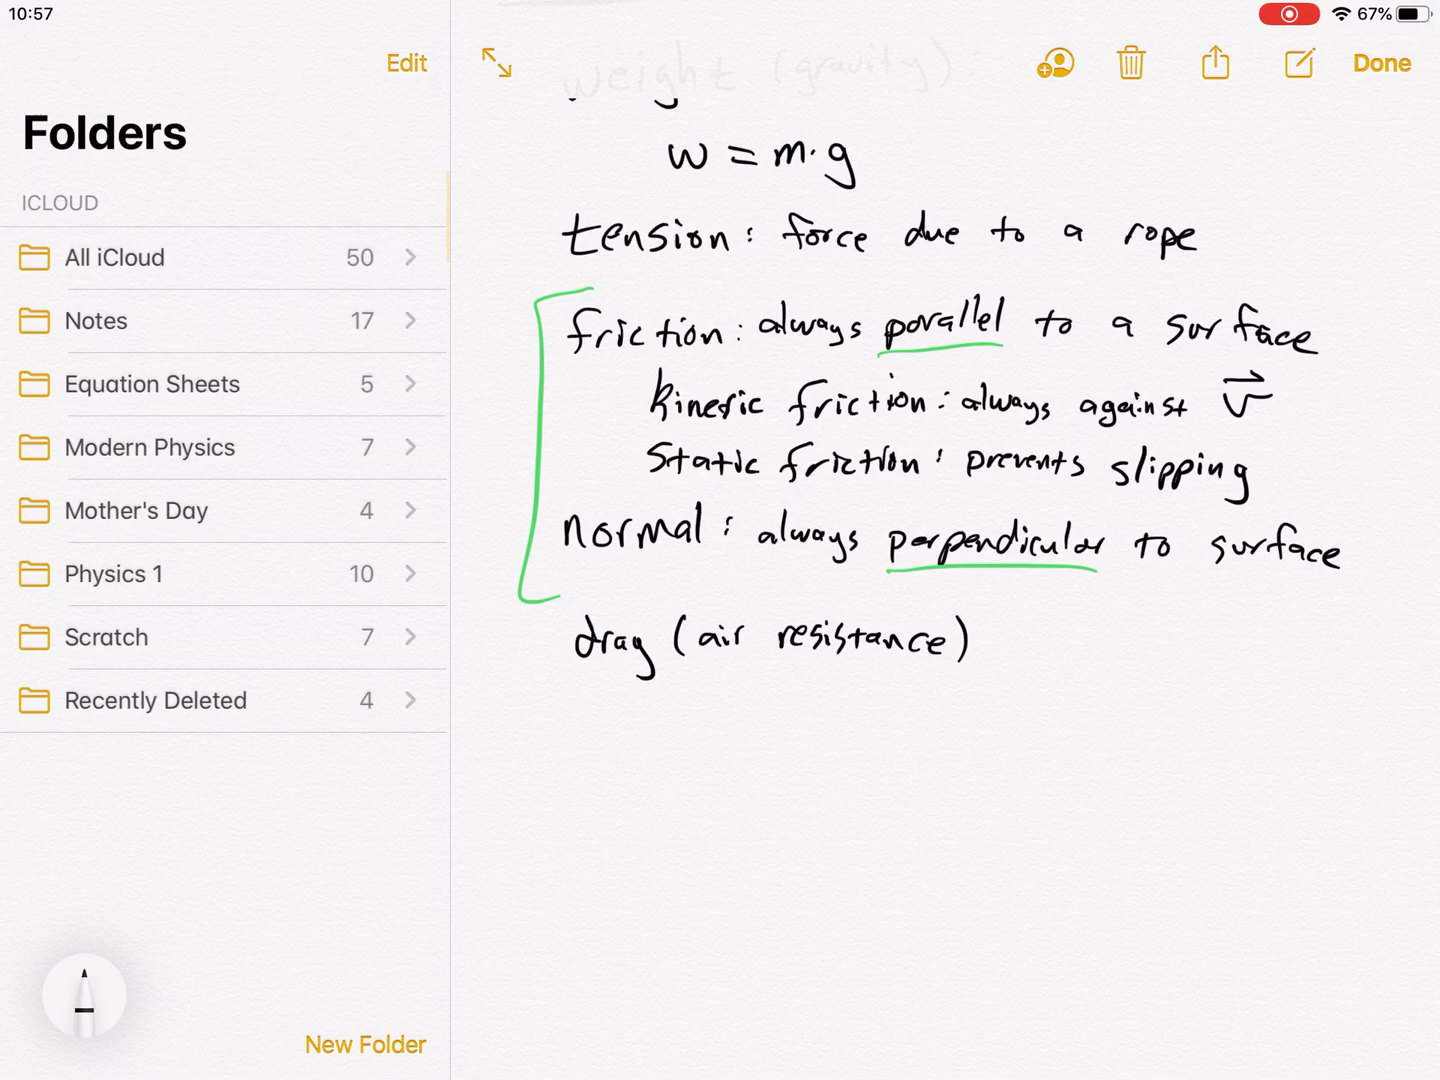 10:57
67%
Edit
weight (gravity)
Done
Folders
w = m·g
ICLOUD
tension: force due to a rope
All iCloud 50
Notes 17
friction: always parallel to a surface
Equation Sheets 5
kinetic friction: always against v⃗
Modern Physics 7
static friction: prevents slipping
Mother's Day 4
normal: always perpendicular to surface
Physics 1 10
Scratch 7
drag (air resistance)
Recently Deleted 4
New Folder